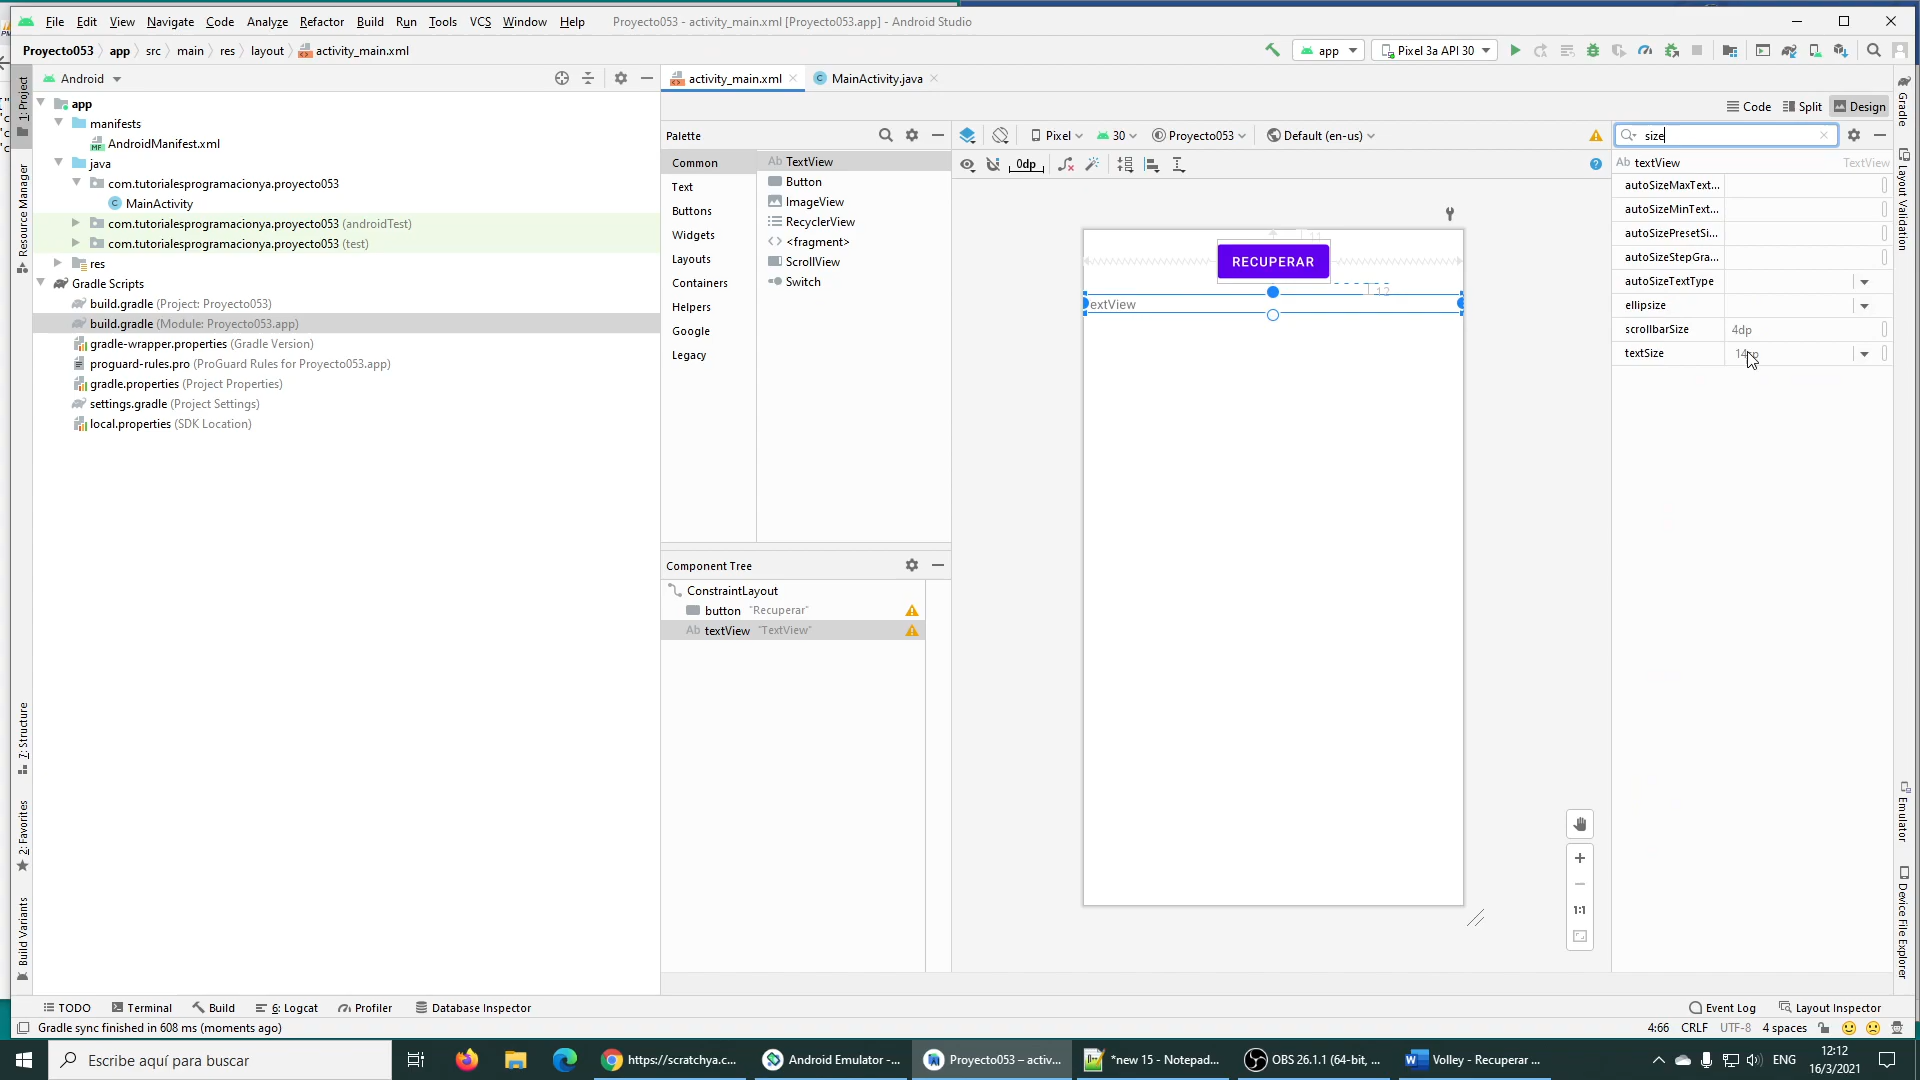 File Edit View Navigate Code Analyze Refactor Build Run Tools VCS Window Help Proyecto053 - activity_main.xml [Proyecto053.app] - Android Studio
Proyecto053 app src main res layout activity_main.xml
app Pixel 3a API 30
Android
activity_main.xml MainActivity.java
app
manifests
AndroidManifest.xml
java
com.tutorialesprogramacionya.proyecto053
MainActivity
com.tutorialesprogramacionya.proyecto053 (androidTest)
com.tutorialesprogramacionya.proyecto053 (test)
res
Gradle Scripts
build.gradle (Project: Proyecto053)
build.gradle (Module: Proyecto053.app)
gradle-wrapper.properties (Gradle Version)
proguard-rules.pro (ProGuard Rules for Proyecto053.app)
gradle.properties (Project Properties)
settings.gradle (Project Settings)
local.properties (SDK Location)
1: Project
Resource Manager
7: Structure
2: Favorites
Build Variants
Code Split Design
Palette
Common
Text
Buttons
Widgets
Layouts
Containers
Helpers
Google
Legacy
Ab TextView
Button
ImageView
RecyclerView
<fragment>
ScrollView
Switch
Component Tree
ConstraintLayout
button "Recuperar"
Ab textView "TextView"
Pixel 30 Proyecto053 Default (en-us)
0dp
RECUPERAR
12
extView
1:1
size
Ab textView TextView
autoSizeMaxText...
autoSizeMinText...
autoSizePresetSi...
autoSizeStepGra...
autoSizeTextType
ellipsize
scrollbarSize 4dp
textSize
Gradle
Layout Validation
Emulator
Device File Explorer
TODO Terminal Build 6: Logcat Profiler Database Inspector Event Log Layout Inspector
Gradle sync finished in 608 ms (moments ago) 4:66 CRLF UTF-8 4 spaces
Escribe aquí para buscar
https://scratchya.c...
Android Emulator -...
Proyecto053 – activ...
*new 15 - Notepad...
OBS 26.1.1 (64-bit, ...
Volley - Recuperar ...
ENG
12:12
16/3/2021